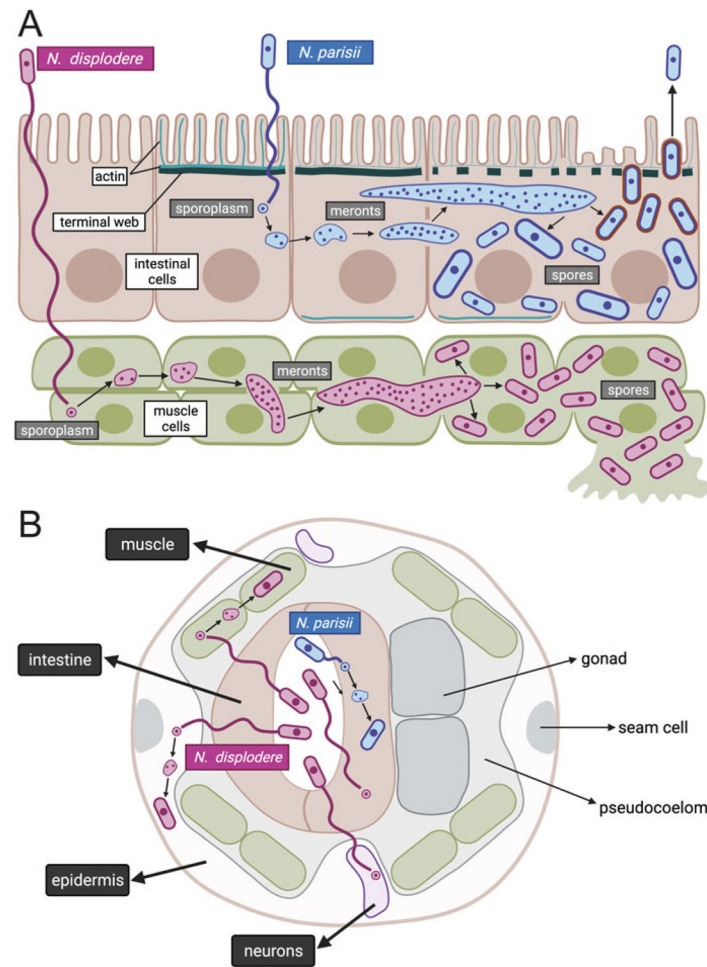 A
N. displodere
N. parisii
actin
terminal web
sporoplasm
meronts
intestinal
cells
spores
meronts
spores
muscle
cells
sporoplasm
B
muscle
N. parisii
intestine
gonad
seam cell
N. displodere
pseudocoelom
epidermis
neurons